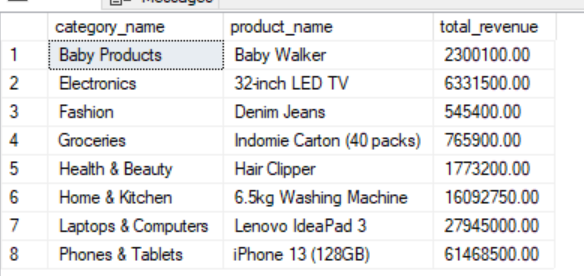 Messages
category_name product_name total_revenue
1 Baby Products Baby Walker 2300100.00
2 Electronics 32-inch LED TV 6331500.00
3 Fashion Denim Jeans 545400.00
4 Groceries Indomie Carton (40 packs) 765900.00
5 Health & Beauty Hair Clipper 1773200.00
6 Home & Kitchen 6.5kg Washing Machine 16092750.00
7 Laptops & Computers Lenovo IdeaPad 3 27945000.00
8 Phones & Tablets iPhone 13 (128GB) 61468500.00